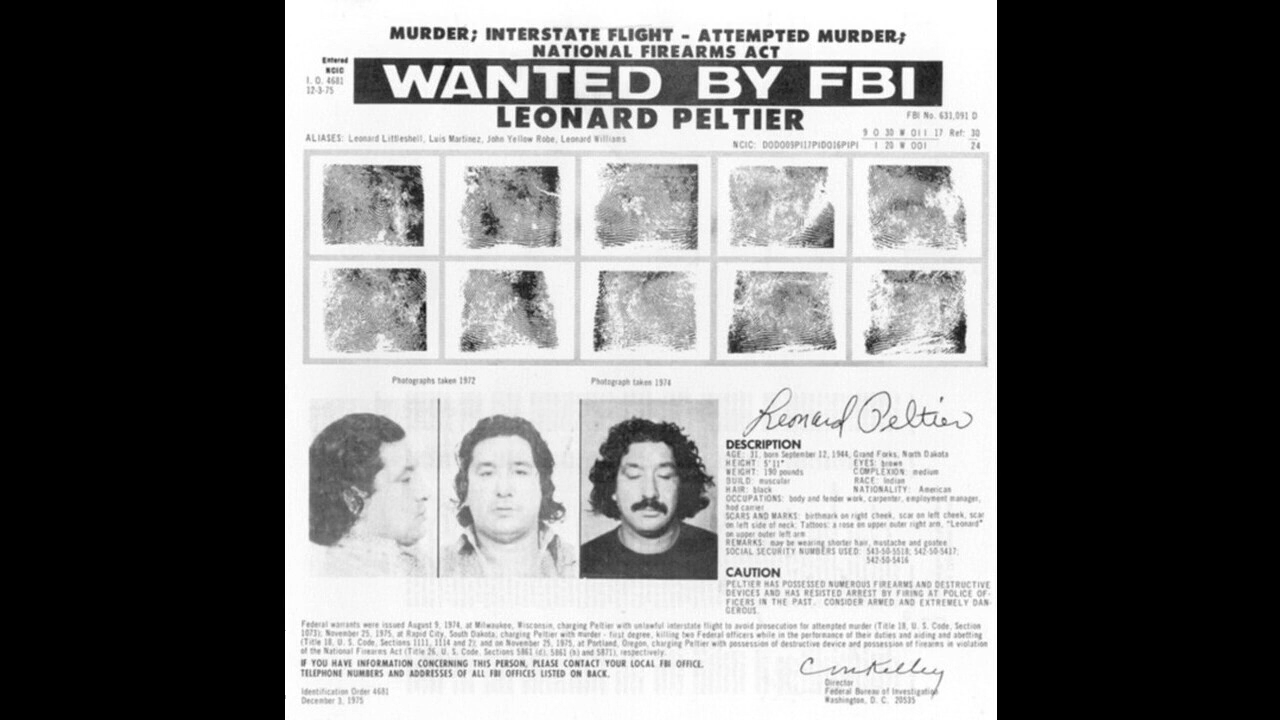 MURDER; INTERSTATE FLIGHT - ATTEMPTED MURDER;
NATIONAL FIREARMS ACT
Entered
NCIC
I. O. 4681
12-3-75
WANTED BY FBI
LEONARD PELTIER
FBI No. 631,091 D
ALIASES: Leonard Littleshell, Luis Martinez, John Yellow Robe, Leonard Williams
9 0 30 W 011 17 Ref: 30
NCIC: DODO09PI17PIDO16PIPI I 20 W 001 24
Photographs taken 1972
Photograph taken 1974
Leonard Peltier
DESCRIPTION
AGE: 31, born September 12, 1944, Grand Forks, North Dakota
HEIGHT: 5'11" EYES: brown
WEIGHT: 190 pounds COMPLEXION: medium
BUILD: muscular RACE: Indian
HAIR: black NATIONALITY: American
OCCUPATIONS: body and fender work, carpenter, employment manager,
hod carrier
SCARS AND MARKS: birthmark on right cheek, scar on left cheek, scar
on left side of neck; Tattoos: a rose on upper outer right arm, "Leonard"
on upper outer left arm
REMARKS: may be wearing shorter hair, mustache and goatee
SOCIAL SECURITY NUMBERS USED: 543-50-5518; 542-50-5417;
542-50-5416
CAUTION
PELTIER HAS POSSESSED NUMEROUS FIREARMS AND DESTRUCTIVE
DEVICES AND HAS RESISTED ARREST BY FIRING AT POLICE OF-
FICERS IN THE PAST. CONSIDER ARMED AND EXTREMELY DAN-
GEROUS.
Federal warrants were issued August 9, 1974, at Milwaukee, Wisconsin, charging Peltier with unlawful interstate flight to avoid prosecution for attempted murder (Title 18, U. S. Code, Section
1073); November 25, 1975, at Rapid City, South Dakota, charging Peltier with murder - first degree, killing two Federal officers while in the performance of their duties and aiding and abetting
(Title 18, U. S. Code, Sections 1111, 1114 and 2); and on November 25, 1975, at Portland, Oregon, charging Peltier with possession of destructive device and possession of firearms in violation
of the National Firearms Act (Title 26, U. S. Code, Sections 5861 (d), 5861 (h) and 5871), respectively.
IF YOU HAVE INFORMATION CONCERNING THIS PERSON, PLEASE CONTACT YOUR LOCAL FBI OFFICE.
TELEPHONE NUMBERS AND ADDRESSES OF ALL FBI OFFICES LISTED ON BACK.
CMKelley
Director
Federal Bureau of Investigation
Washington, D. C. 20535
Identification Order 4681
December 3, 1975